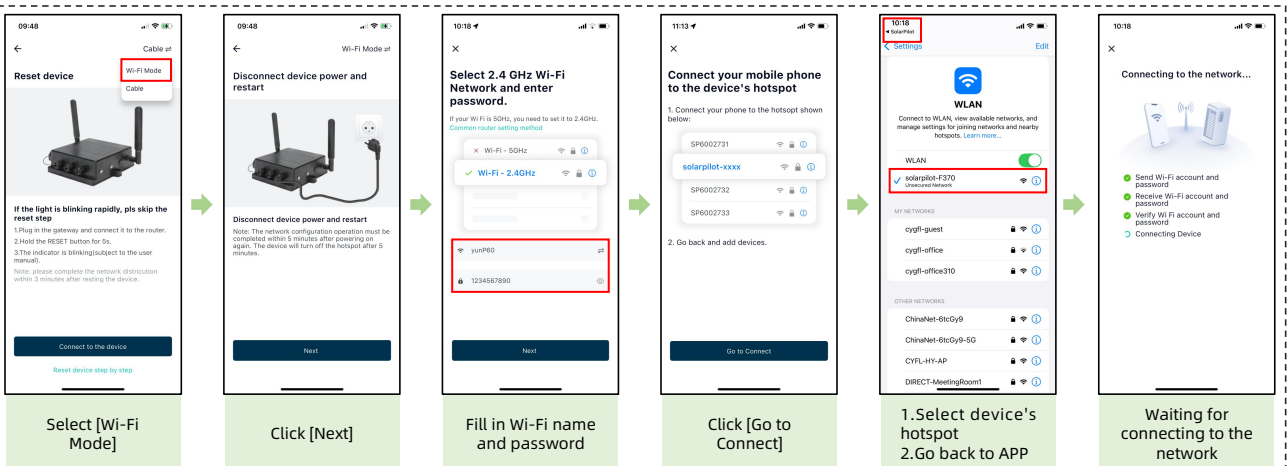 09:48
Cable
Wi-Fi Mode
Cable
Reset device
If the light is blinking rapidly, pls skip the
reset step
1.Plug in the gateway and connect it to the router.
2.Hold the RESET button for 5s.
3.The indicator is blinking(subject to the user
manual).
Note: please complete the netowrk districution
within 3 minutes after resting the device.
Connect to the device
Reset device step by step
Select [Wi-Fi
Mode]
09:48
Wi-Fi Mode
Disconnect device power and
restart
Disconnect device power and restart
Note: The network configuration operation must be
completed within 5 minutes after powering on
again. The device will turn off the hotspot after 5
minutes.
Next
Click [Next]
10:18
Select 2.4 GHz Wi-Fi
Network and enter
password.
If your Wi Fi is 5GHz, you need to set it to 2.4GHz.
Common router setting method
Wi-Fi - 5GHz
Wi-Fi - 2.4GHz
yunP60
1234567890
Next
Fill in Wi-Fi name
and password
11:13
Connect your mobile phone
to the device's hotspot
1. Connect your phone to the hotsopt shown
below:
SP6002731
solarpilot-xxxx
SP6002732
SP6002733
2. Go back and add devices.
Go to Connect
Click [Go to
Connect]
10:18
SolarPilot
Settings
Edit
WLAN
Connect to WLAN, view available networks, and
manage settings for joining networks and nearby
hotspots. Learn more...
WLAN
solarpilot-F370
Unsecured Network
MY NETWORKS
cygfl-guest
cygfl-office
cygfl-office310
OTHER NETWORKS
ChinaNet-6tcGy9
ChinaNet-6tcGy9-5G
CYFL-HY-AP
DIRECT-MeetingRoom1
1.Select device's
hotspot
2.Go back to APP
10:18
Connecting to the network...
Send Wi-Fi account and
password
Receive Wi-Fi account and
password
Verify Wi Fi account and
password
Connecting Device
Waiting for
connecting to the
network